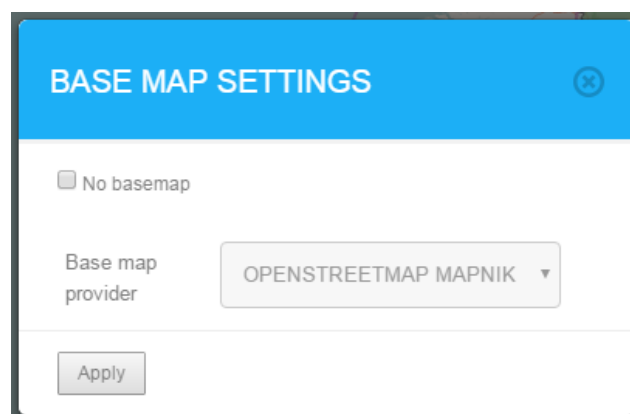 BASE MAP SETTINGS
No basemap
Base map
provider
OPENSTREETMAP MAPNIK
Apply